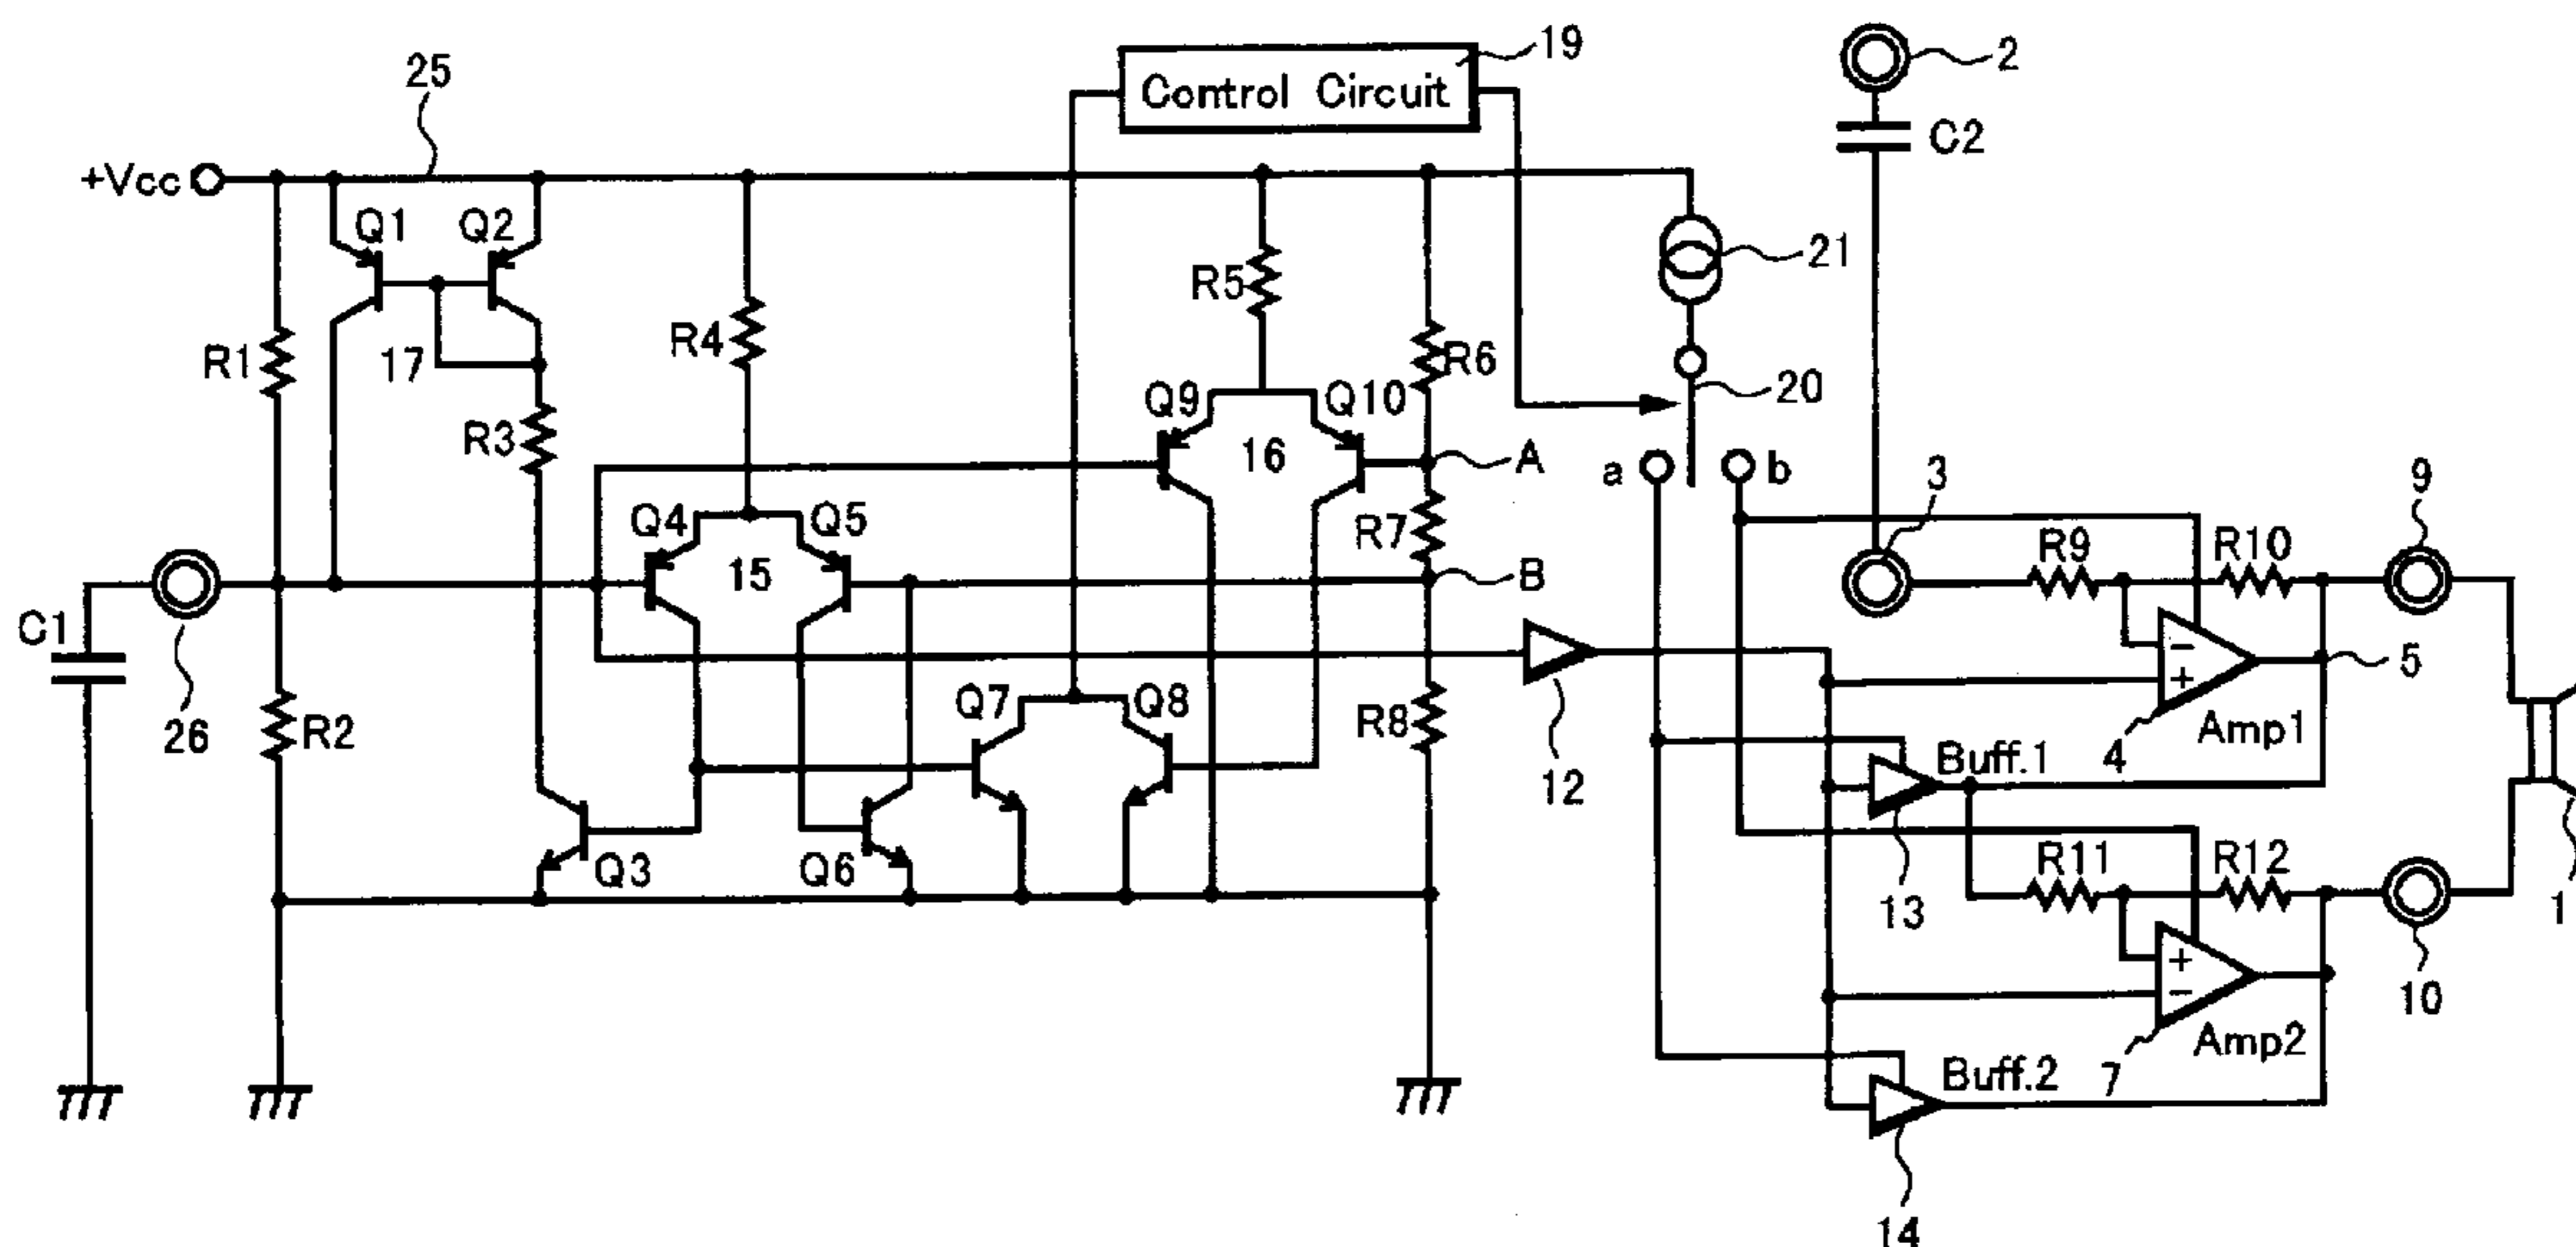 19
2
Control Circuit
25
C2
+Vcc
Q1
Q2
21
R5
R4
R6
R1
17
20
Q9
Q10
R3
16
A
a
b
3
9
Q4
Q5
R7
R9
R10
15
B
C1
5
26
R2
Q7
Q8
R8
12
4
Amp1
Buff.1
1
Q3
Q6
13
R11
R12
10
-
+
+
-
7
Amp2
Buff.2
14